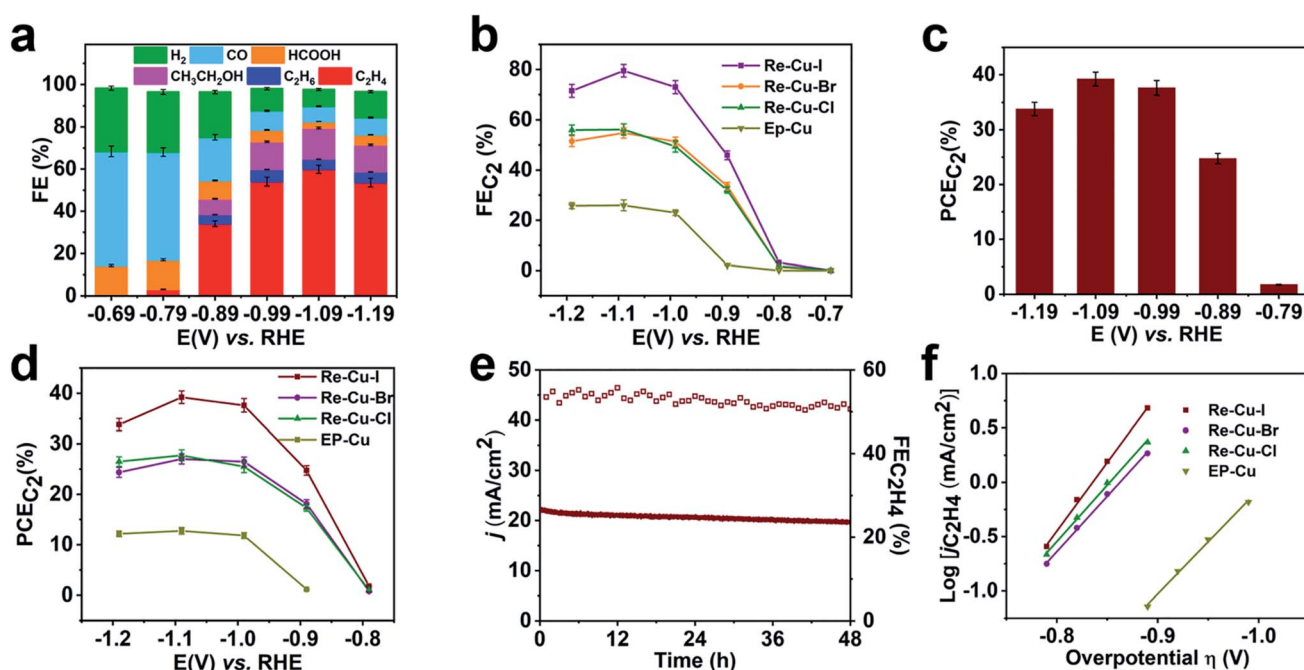 a
H2 CO HCOOH
CH3CH2OH C2H6 C2H4
FE (%)
100
80
60
40
20
0
-0.69 -0.79 -0.89 -0.99 -1.09 -1.19
E(V) vs. RHE
b
Re-Cu-I
Re-Cu-Br
Re-Cu-Cl
Ep-Cu
FEC2(%)
80
60
40
20
0
-1.2 -1.1 -1.0 -0.9 -0.8 -0.7
E(V) vs. RHE
c
PCEC2(%)
40
30
20
10
0
-1.19 -1.09 -0.99 -0.89 -0.79
E (V) vs. RHE
d
Re-Cu-I
Re-Cu-Br
Re-Cu-Cl
EP-Cu
PCEC2(%)
40
30
20
10
0
-1.2 -1.1 -1.0 -0.9 -0.8
E(V) vs. RHE
e
j (mA/cm2)
50
45
40
35
30
25
20
15
10
5
0
60
40
20
0
FEC2H4 (%)
0 12 24 36 48
Time (h)
f
Re-Cu-I
Re-Cu-Br
Re-Cu-Cl
EP-Cu
Log [jC2H4 (mA/cm2)]
1.0
0.5
0.0
-0.5
-1.0
-0.8 -0.9 -1.0
Overpotential η (V)